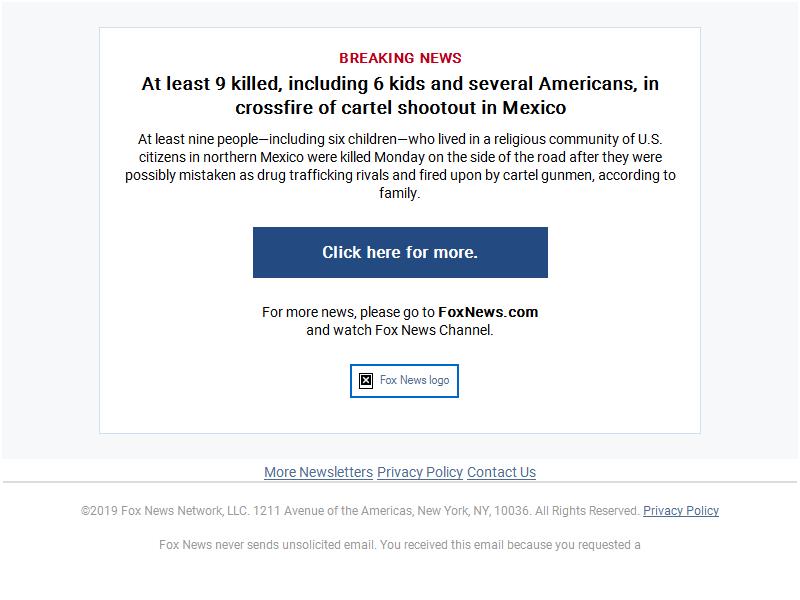 BREAKING NEWS
At least 9 killed, including 6 kids and several Americans, in
crossfire of cartel shootout in Mexico
At least nine people—including six children—who lived in a religious community of U.S.
citizens in northern Mexico were killed Monday on the side of the road after they were
possibly mistaken as drug trafficking rivals and fired upon by cartel gunmen, according to
family.
Click here for more.
For more news, please go to FoxNews.com
and watch Fox News Channel.
Fox News logo
More Newsletters Privacy Policy Contact Us
©2019 Fox News Network, LLC. 1211 Avenue of the Americas, New York, NY, 10036. All Rights Reserved. Privacy Policy
Fox News never sends unsolicited email. You received this email because you requested a